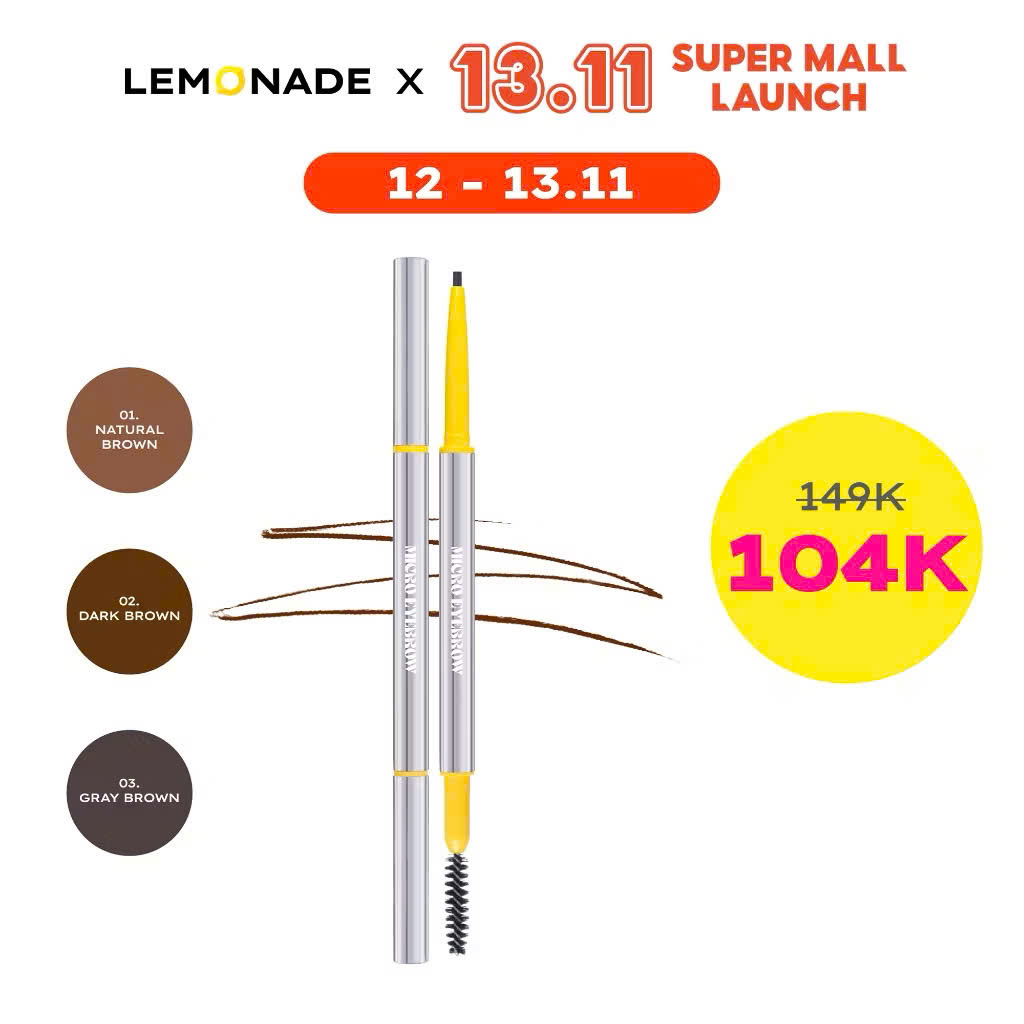 LEMONADE X 13.11 SUPER MALL LAUNCH
12 - 13.11
01.
NATURAL
BROWN
02.
DARK BROWN
03.
GRAY BROWN
MICRO EYEBROW
MICRO EYEBROW
149K
104K